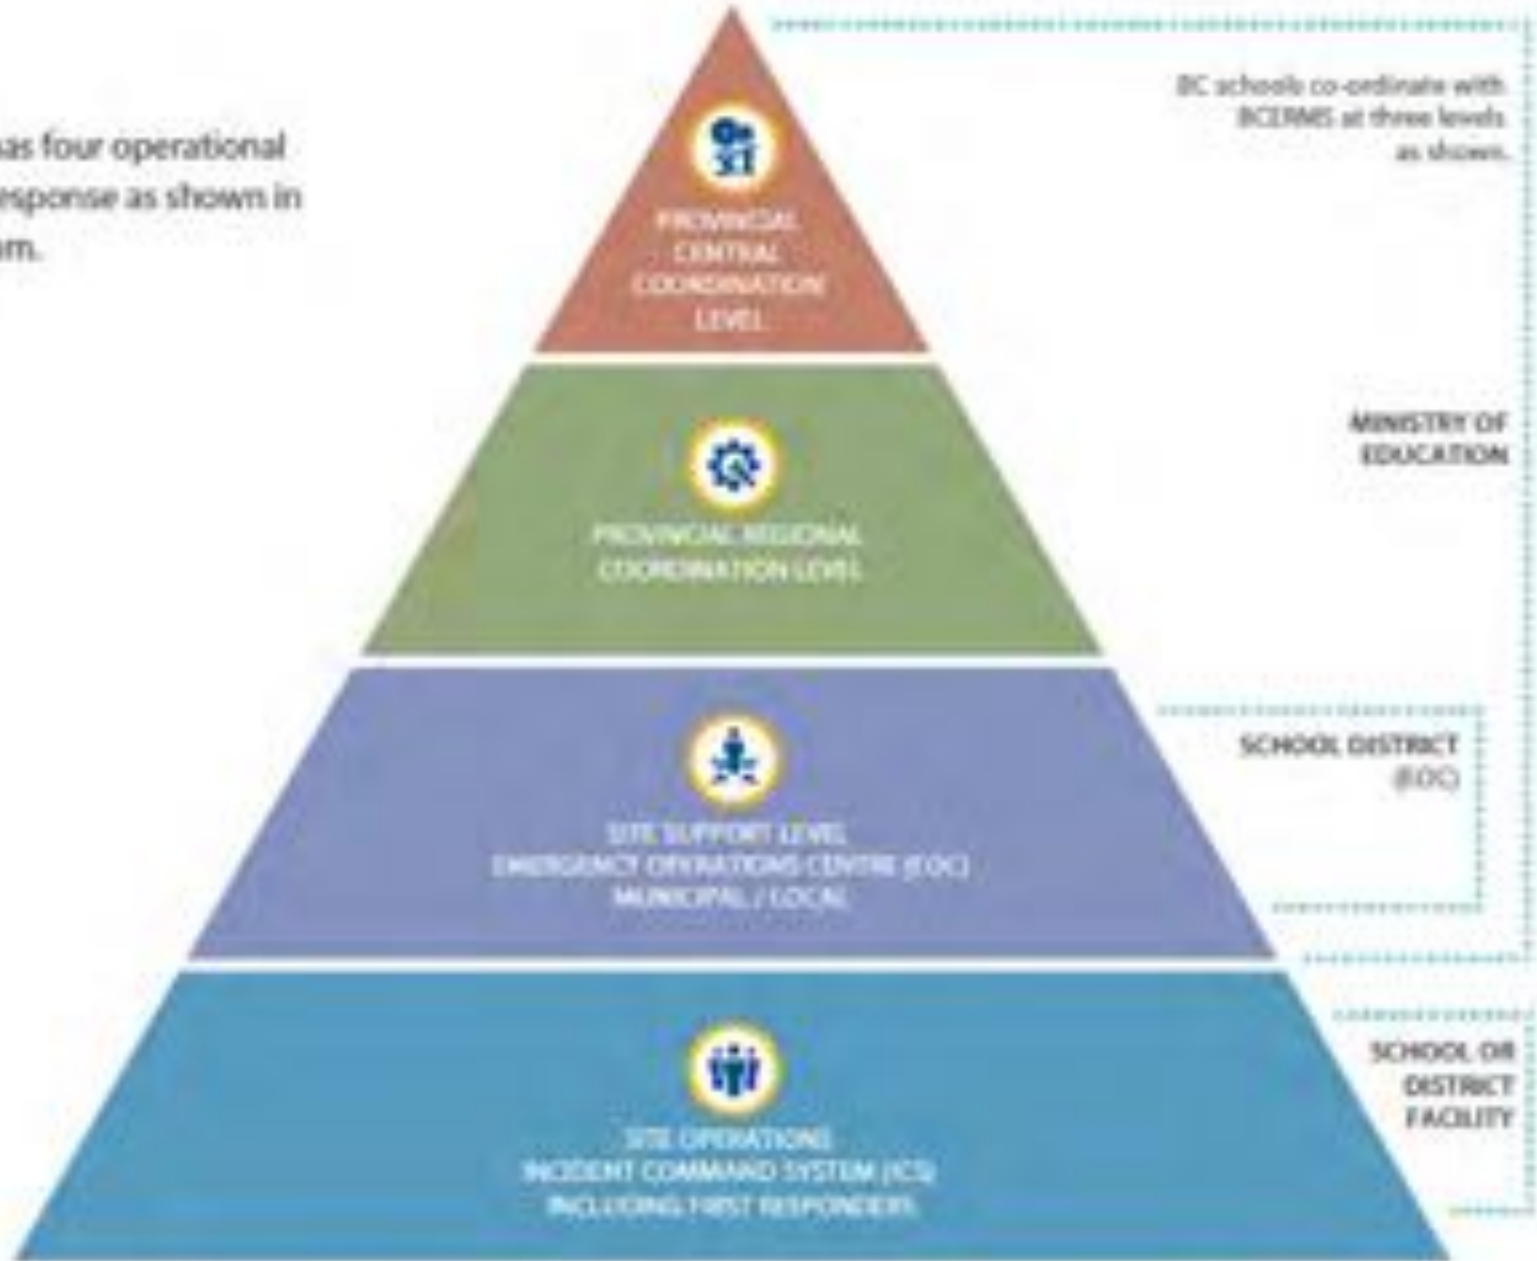 has four operational
esponse as shown in
m.
BC schools co-ordinate with
BCERMS at three levels
as shown.
PROVINCIAL
CENTRAL
COORDINATION
LEVEL
MINISTRY OF
EDUCATION
PROVINCIAL REGIONAL
COORDINATION LEVEL
SCHOOL DISTRICT
(EOC)
SITE SUPPORT LEVEL
EMERGENCY OPERATIONS CENTRE (EOC)
MUNICIPAL / LOCAL
SCHOOL OR
DISTRICT
FACILITY
SITE OPERATIONS
INCIDENT COMMAND SYSTEM (ICS)
INCLUDING FIRST RESPONDERS